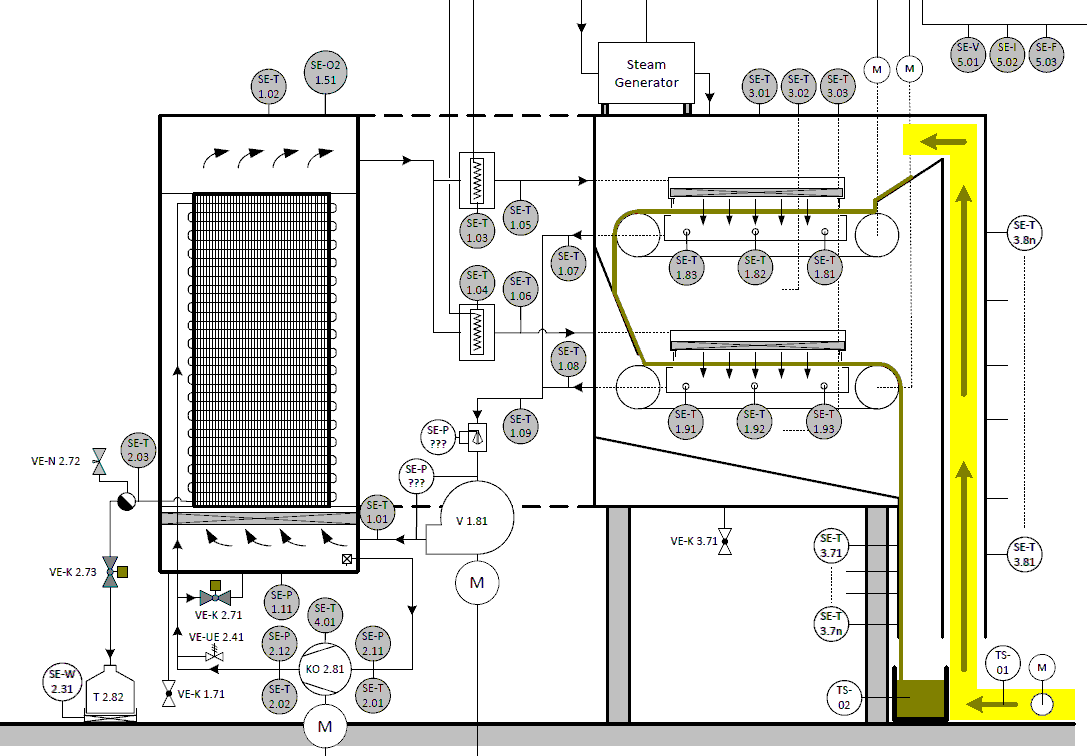 SE-O2
1.51
SE-T
1.02
Steam
Generator
SE-T
3.01
SE-T
3.02
SE-T
3.03
M
M
SE-V
5.01
SE-I
5.02
SE-F
5.03
SE-T
1.03
SE-T
1.05
SE-T
1.07
SE-T
1.83
SE-T
1.82
SE-T
1.81
SE-T
3.8n
SE-T
1.04
SE-T
1.06
SE-T
1.08
SE-T
1.09
SE-T
1.91
SE-T
1.92
SE-T
1.93
VE-N 2.72
SE-T
2.03
SE-P
???
SE-P
???
SE-T
1.01
V 1.81
VE-K 3.71
SE-T
3.71
SE-T
3.81
VE-K 2.73
M
VE-K 2.71
SE-P
1.11
SE-T
4.01
VE-UE 2.41
SE-P
2.12
SE-P
2.11
SE-T
3.7n
KO 2.81
SE-W
2.31
T 2.82
VE-K 1.71
SE-T
2.02
SE-T
2.01
M
TS-
02
TS-
01
M